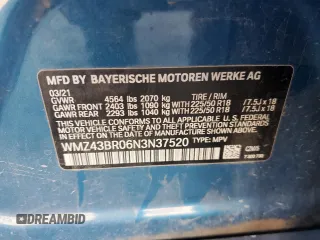 BAYERISCHE MOTOREN WERKE AG
03/21 TIRE / RIM
GVWR 4564 lbs 2070 kg
GAWR FRONT 2403 lbs 1090 kg WITH 225/50 R18 /7.5J x 18
GAWR REAR 2293 lbs 1040 kg WITH 225/50 R18 /7.5J x 18
THIS VEHICLE CONFORMS TO ALL APPLICABLE U.S. FEDERAL
MOTOR VEHICLE SAFETY, BUMPER, AND THEFT PREVENTION
STANDARDS IN EFFECT ON THE DATE OF MANUFACTURE SHOWN ABOVE.
WMZ43BR06N3N37520 TYPE: MPV
DREAMBID